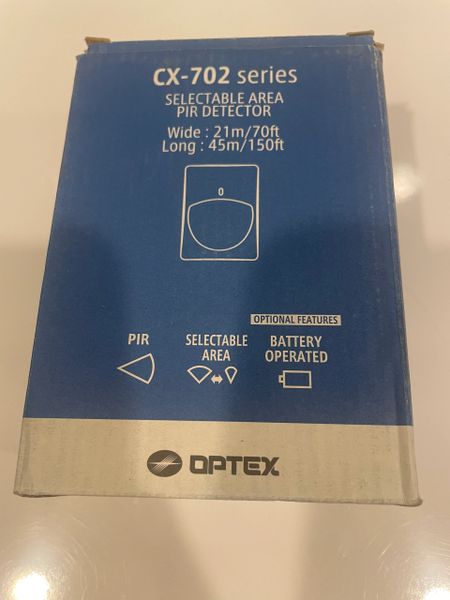 CX-702 series
SELECTABLE AREA
PIR DETECTOR
Wide : 21m/70ft
Long : 45m/150ft
OPTIONAL FEATURES
PIR
SELECTABLE
AREA
BATTERY
OPERATED
OPTEX